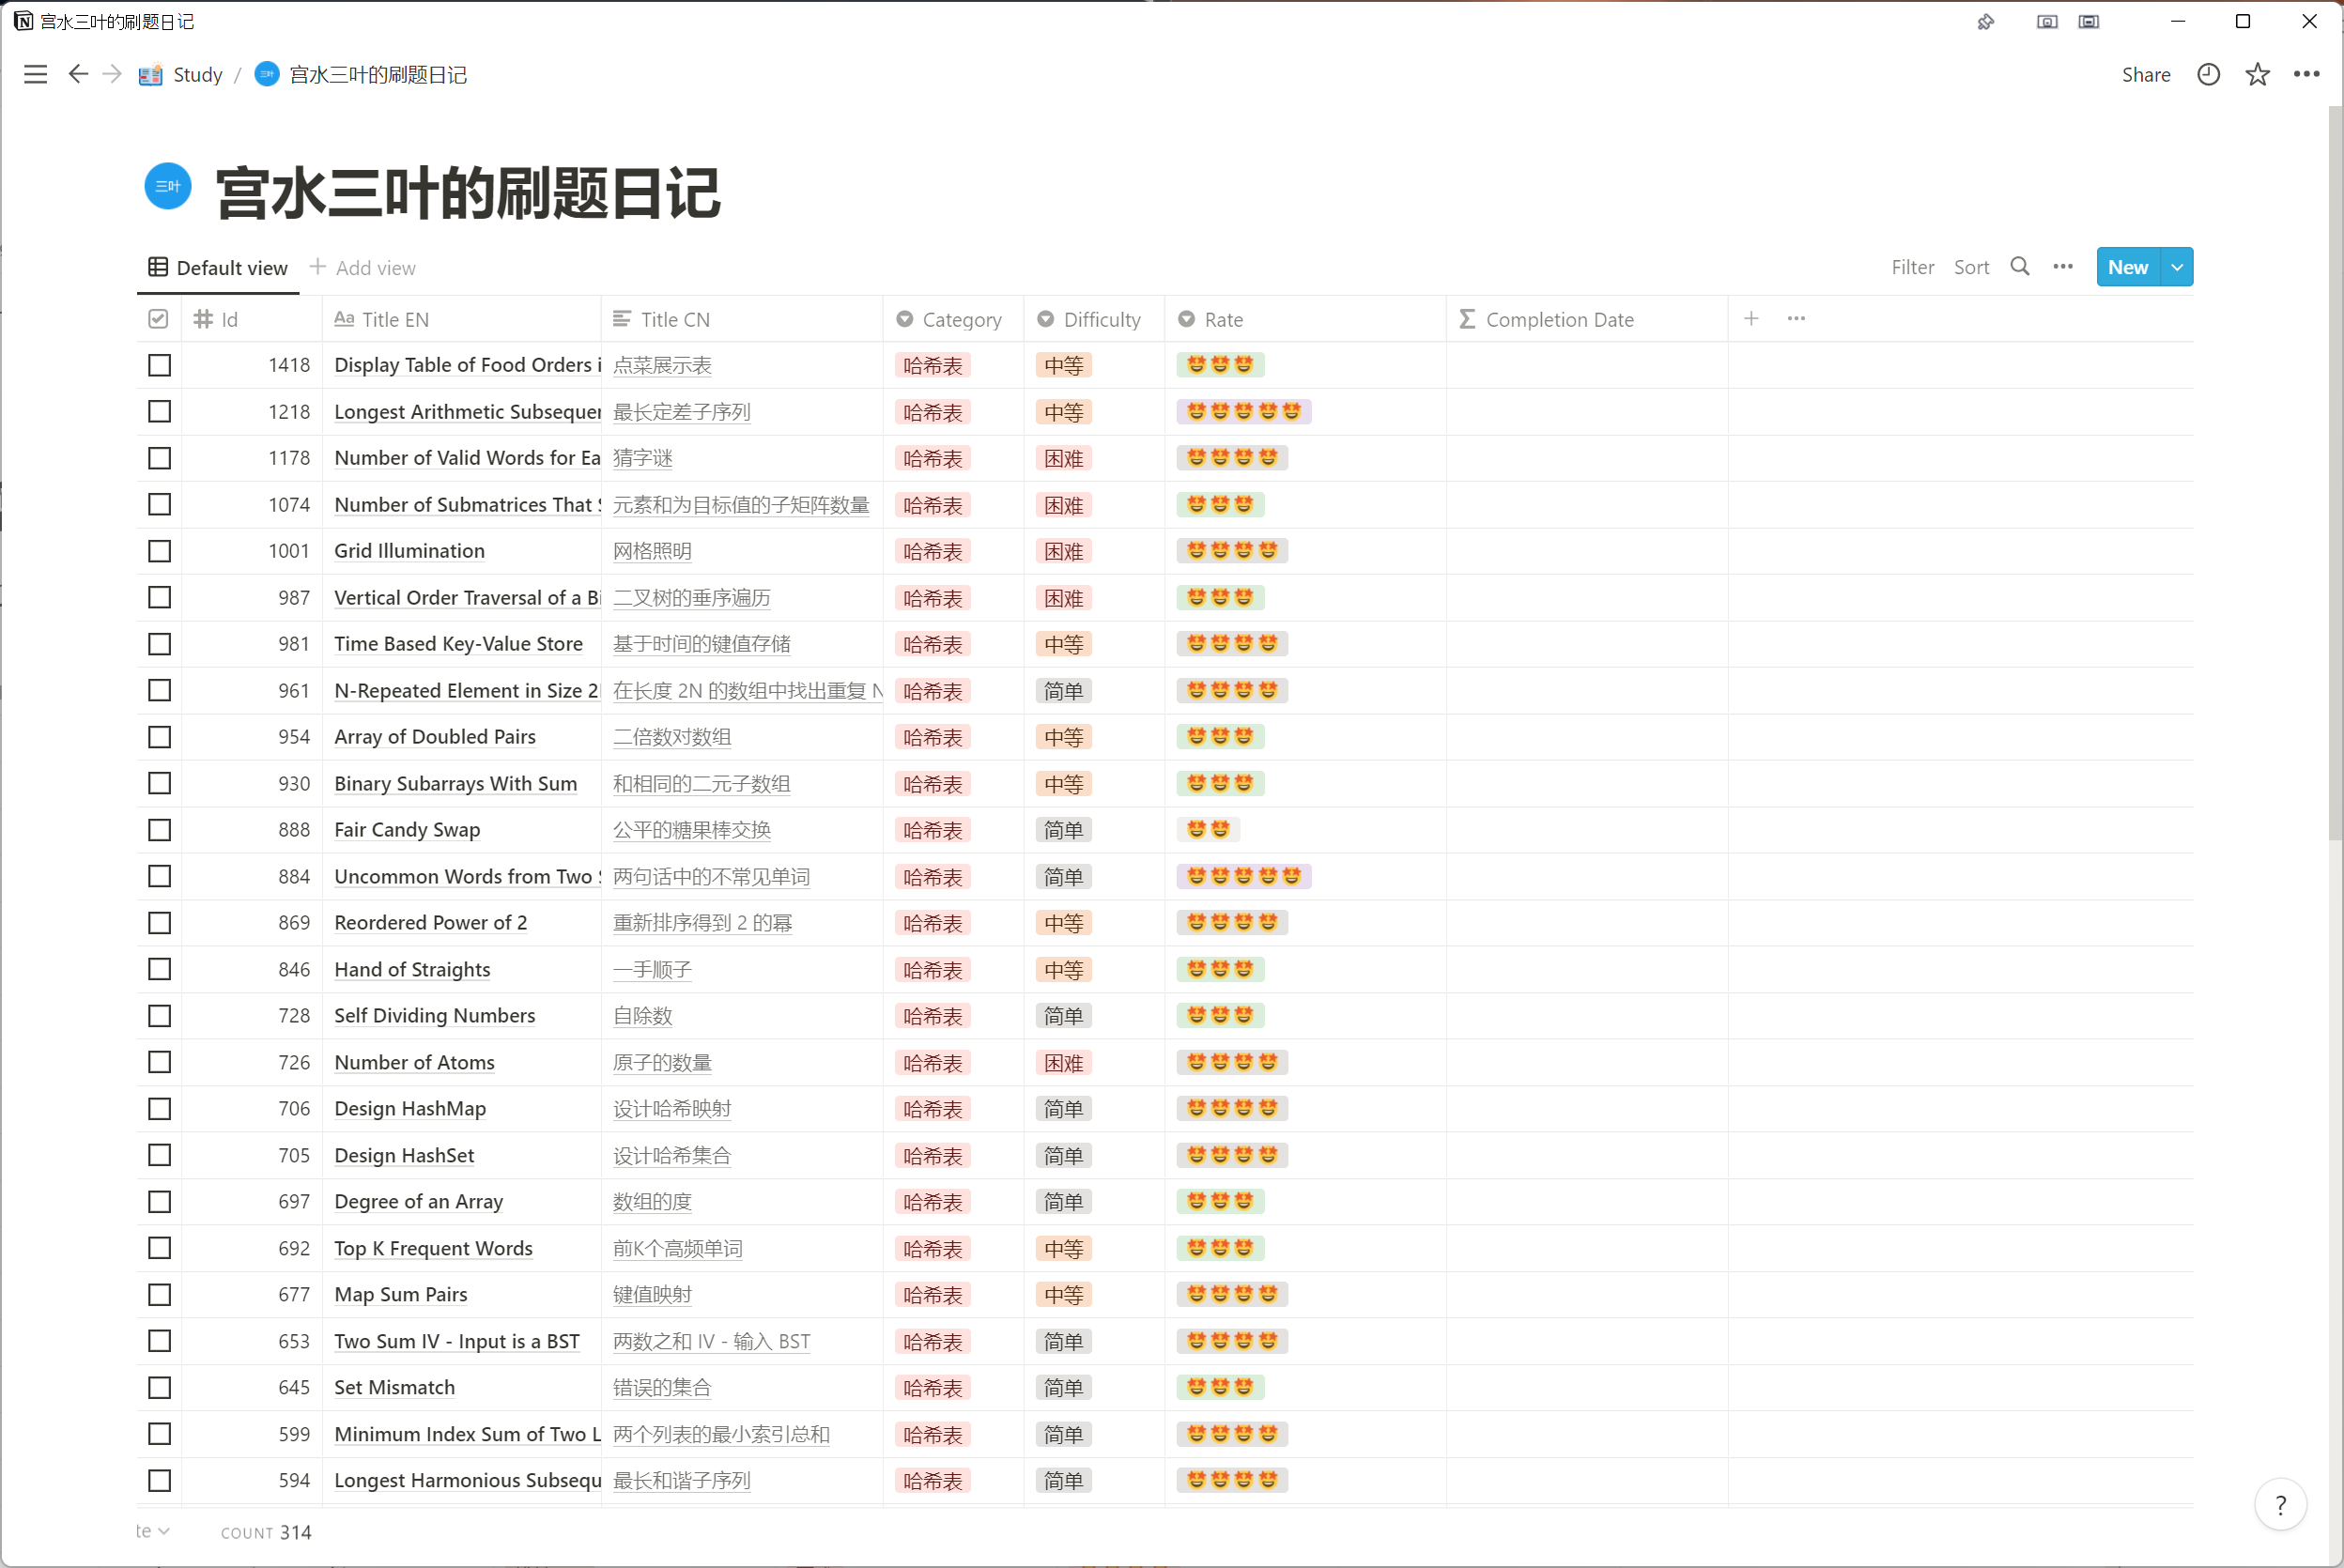 宫水三叶的刷题日记
Study / 三叶 宫水三叶的刷题日记 Share
三叶 宫水三叶的刷题日记
Default view Add view Filter Sort New
Id Aa Title EN Title CN Category Difficulty Rate Completion Date
1418 Display Table of Food Orders i 点菜展示表 哈希表 中等 🤩🤩🤩
1218 Longest Arithmetic Subsequer 最长定差子序列 哈希表 中等 🤩🤩🤩🤩🤩
1178 Number of Valid Words for Ea 猜字谜 哈希表 困难 🤩🤩🤩🤩
1074 Number of Submatrices That S 元素和为目标值的子矩阵数量 哈希表 困难 🤩🤩🤩
1001 Grid Illumination 网格照明 哈希表 困难 🤩🤩🤩🤩
987 Vertical Order Traversal of a Bi 二叉树的垂序遍历 哈希表 困难 🤩🤩🤩
981 Time Based Key-Value Store 基于时间的键值存储 哈希表 中等 🤩🤩🤩🤩
961 N-Repeated Element in Size 2 在长度 2N 的数组中找出重复 N 哈希表 简单 🤩🤩🤩🤩
954 Array of Doubled Pairs 二倍数对数组 哈希表 中等 🤩🤩🤩
930 Binary Subarrays With Sum 和相同的二元子数组 哈希表 中等 🤩🤩🤩
888 Fair Candy Swap 公平的糖果棒交换 哈希表 简单 🤩🤩
884 Uncommon Words from Two S 两句话中的不常见单词 哈希表 简单 🤩🤩🤩🤩🤩
869 Reordered Power of 2 重新排序得到 2 的幂 哈希表 中等 🤩🤩🤩🤩
846 Hand of Straights 一手顺子 哈希表 中等 🤩🤩🤩
728 Self Dividing Numbers 自除数 哈希表 简单 🤩🤩🤩
726 Number of Atoms 原子的数量 哈希表 困难 🤩🤩🤩🤩
706 Design HashMap 设计哈希映射 哈希表 简单 🤩🤩🤩🤩
705 Design HashSet 设计哈希集合 哈希表 简单 🤩🤩🤩🤩
697 Degree of an Array 数组的度 哈希表 简单 🤩🤩🤩
692 Top K Frequent Words 前K个高频单词 哈希表 中等 🤩🤩🤩
677 Map Sum Pairs 键值映射 哈希表 中等 🤩🤩🤩🤩
653 Two Sum IV - Input is a BST 两数之和 IV - 输入 BST 哈希表 简单 🤩🤩🤩🤩
645 Set Mismatch 错误的集合 哈希表 简单 🤩🤩🤩
599 Minimum Index Sum of Two L 两个列表的最小索引总和 哈希表 简单 🤩🤩🤩🤩
594 Longest Harmonious Subsequ 最长和谐子序列 哈希表 简单 🤩🤩🤩🤩
te COUNT 314
?